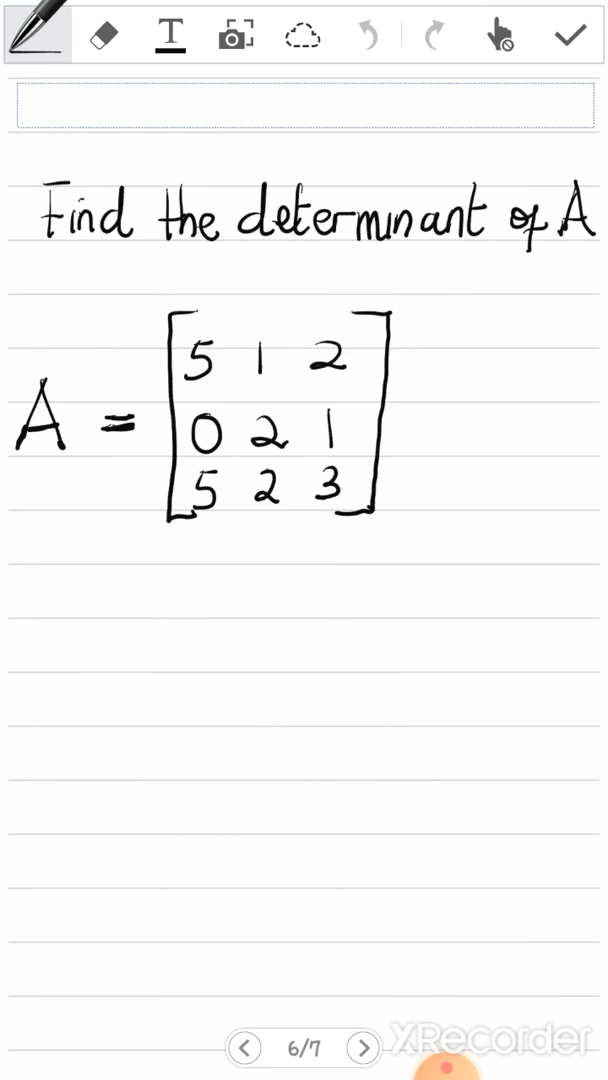 T
Find the determinant of A
A = [5 1 2
0 2 1
5 2 3]
6/7
XRecorder